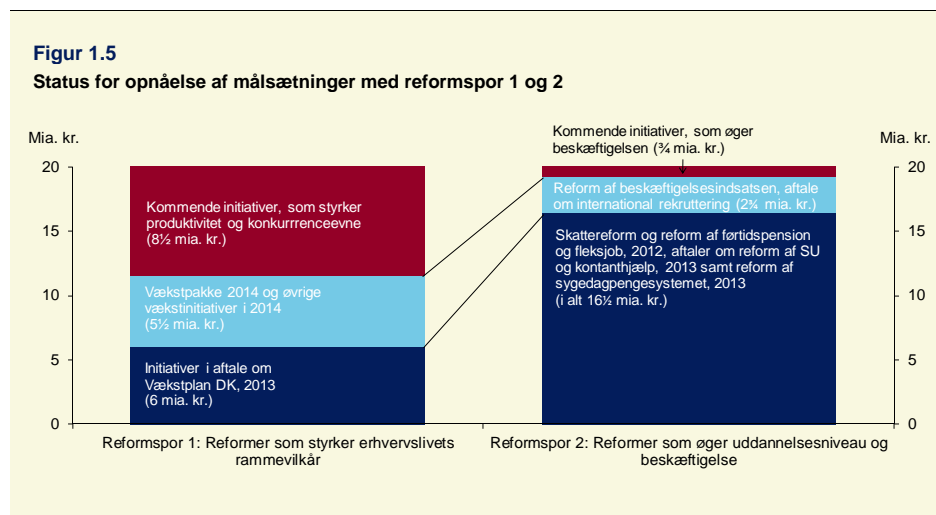 Figur 1.5
Status for opnåelse af målsætninger med reformspor 1 og 2
Mia. kr.
Mia. kr.
20
15
10
5
0
Kommende initiativer, som styrker
produktivitet og konkurrrenceevne
(8½ mia. kr.)
Vækstpakke 2014 og øvrige
vækstinitiativer i 2014
(5½ mia. kr.)
Initiativer i aftale om
Vækstplan DK, 2013
(6 mia. kr.)
Kommende initiativer, som øger
beskæftigelsen (¾ mia. kr.)
Reform af beskæftigelsesindsatsen, aftale
om international rekruttering (2¾ mia. kr.)
Skattereform og reform af førtidspension
og fleksjob, 2012, aftaler om reform af SU
og kontanthjælp, 2013 samt reform af
sygedagpengesystemet, 2013
(i alt 16½ mia. kr.)
20
15
10
5
0
Reformspor 1: Reformer som styrker erhvervslivets
rammevilkår
Reformspor 2: Reformer som øger uddannelsesniveau og
beskæftigelse